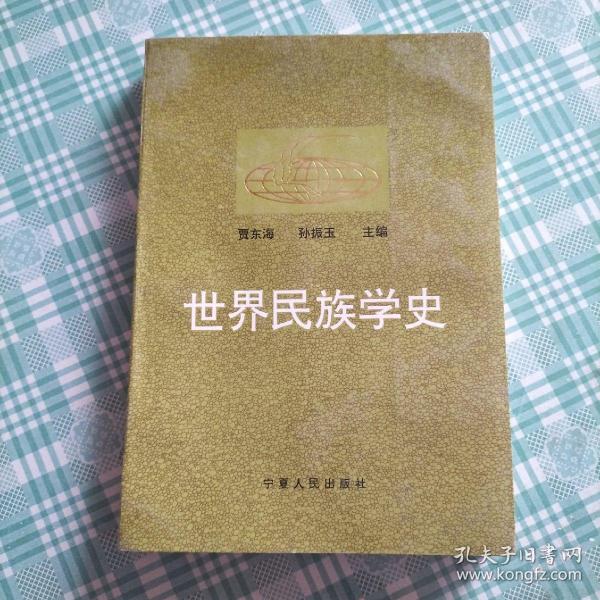 贾东海 孙振玉 主编
世界民族学史
宁夏人民出版社
孔夫子旧書网
www.kongfz.com